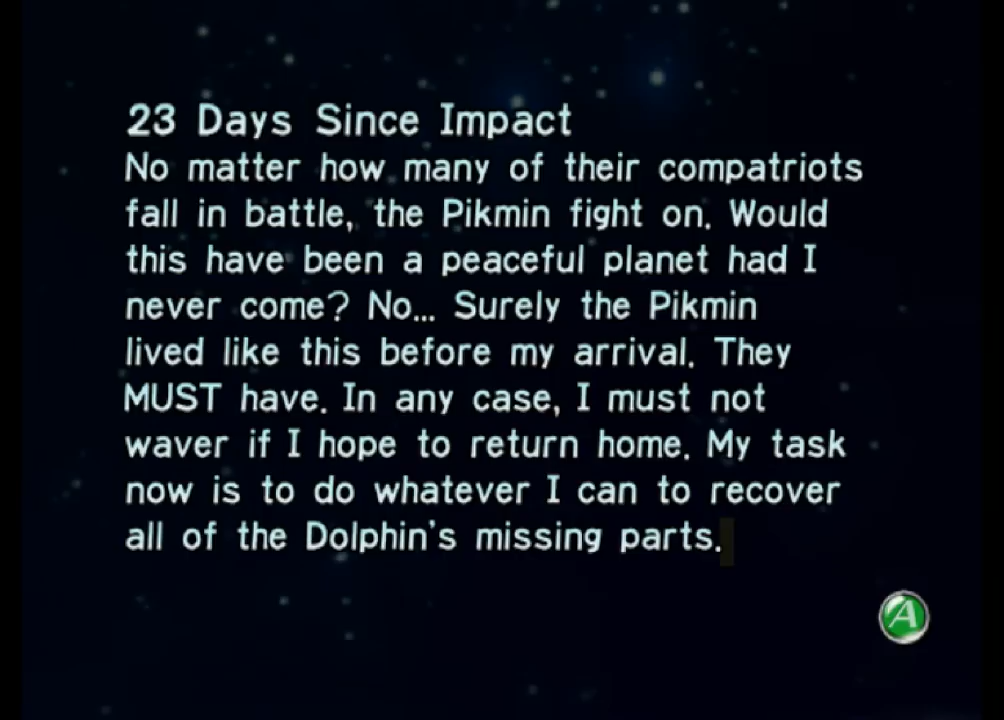 23 Days Since Impact
No matter how many of their compatriots
fall in battle, the Pikmin fight on. Would
this have been a peaceful planet had I
never come? No... Surely the Pikmin
lived like this before my arrival. They
MUST have. In any case, I must not
waver if I hope to return home. My task
now is to do whatever I can to recover
all of the Dolphin's missing parts.
A